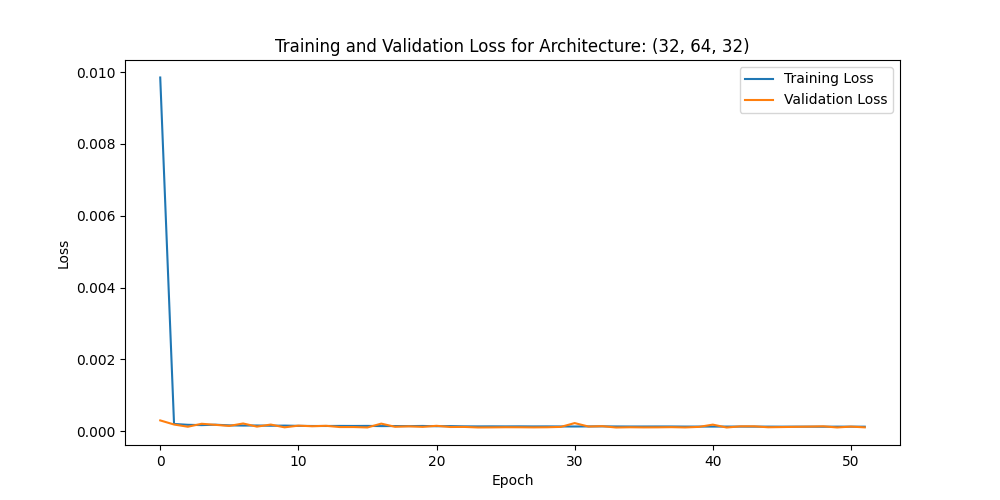 Training and Validation Loss for Architecture: (32, 64, 32)
Training Loss
Validation Loss
Loss
0.010
0.008
0.006
0.004
0.002
0.000
0
10
20
30
40
50
Epoch